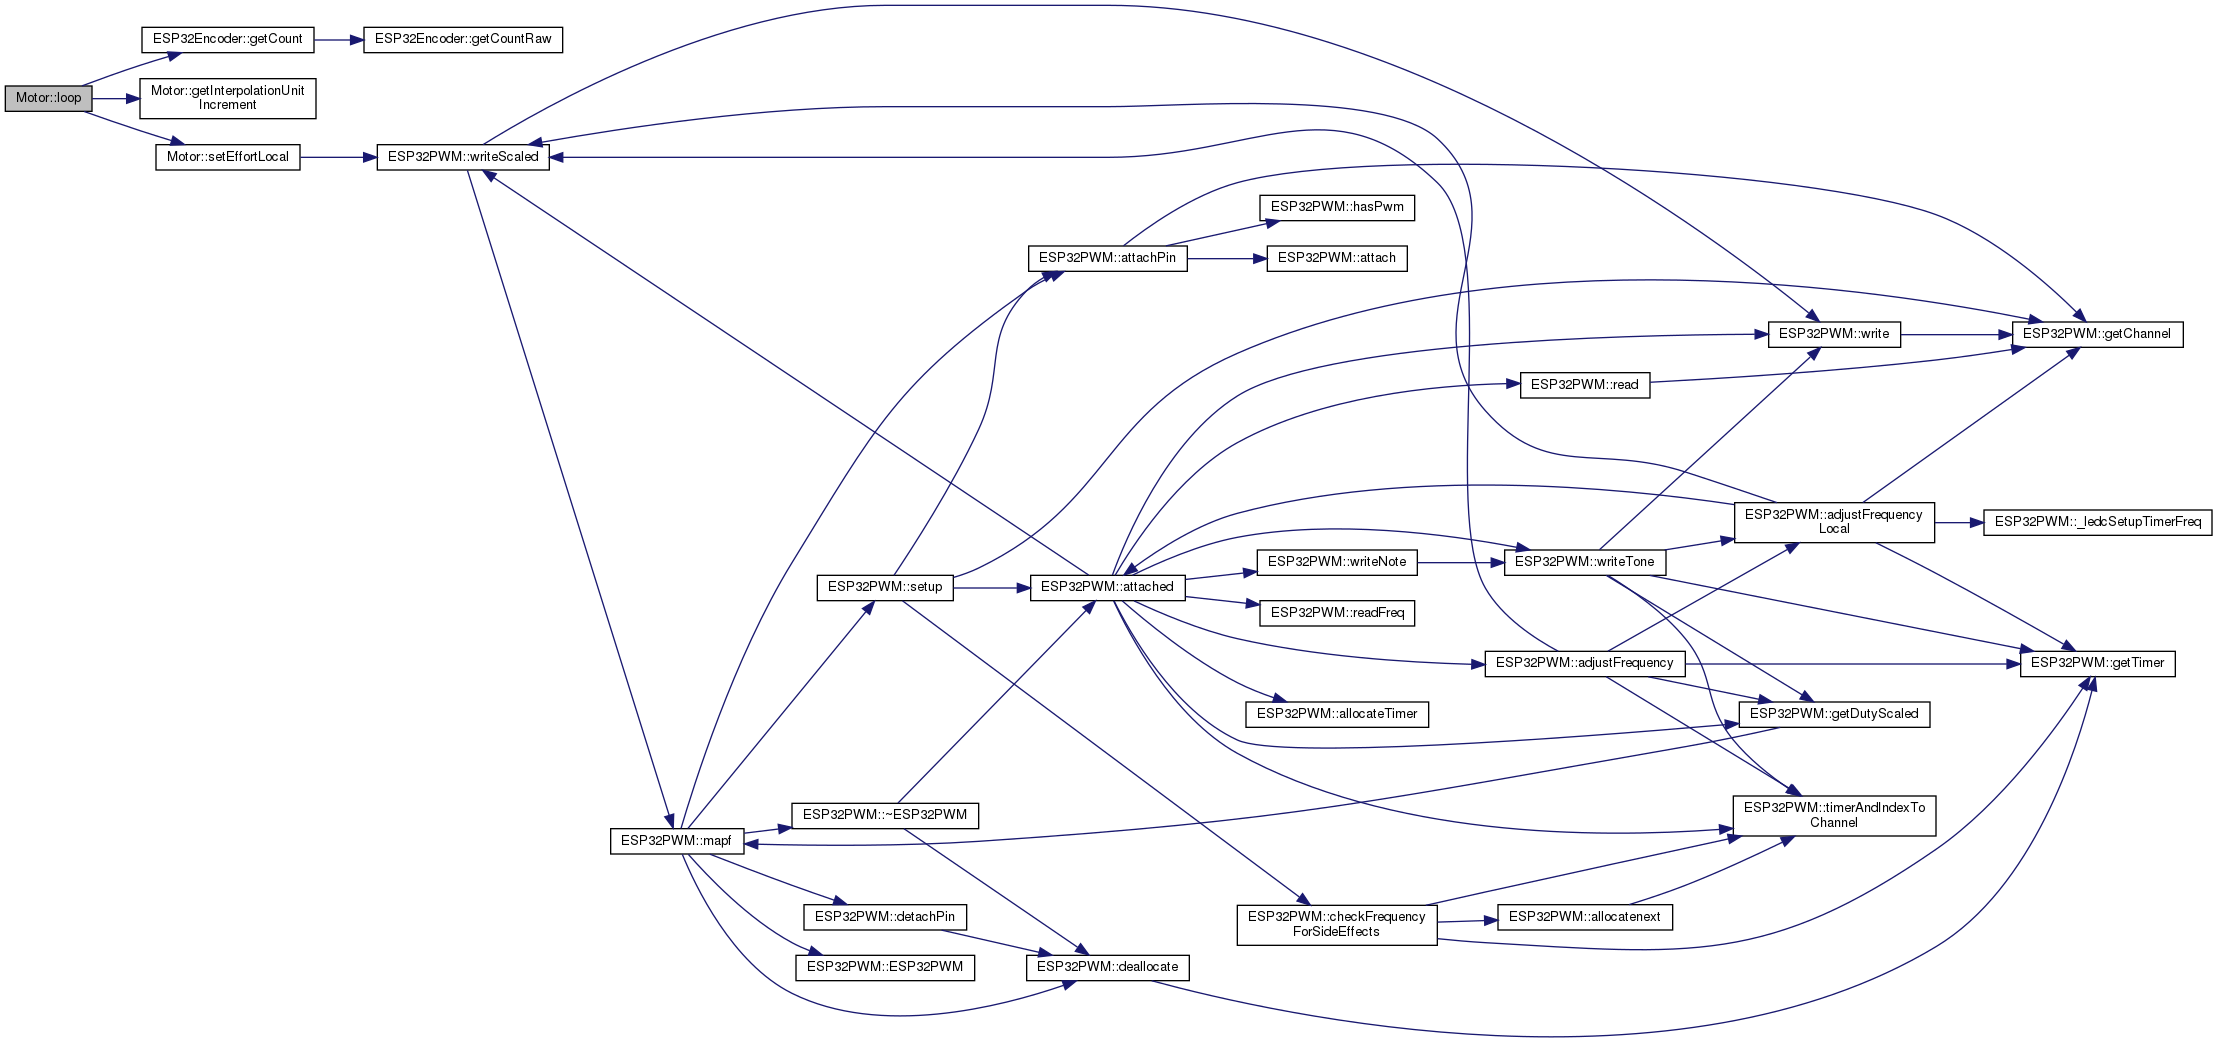 ESP32Encoder::getCount
ESP32Encoder::getCountRaw
Motor::loop
Motor::getInterpolationUnit
Increment
Motor::setEffortLocal
ESP32PWM::writeScaled
ESP32PWM::hasPwm
ESP32PWM::attachPin
ESP32PWM::attach
ESP32PWM::write
ESP32PWM::getChannel
ESP32PWM::read
ESP32PWM::adjustFrequency
Local
ESP32PWM::_ledcSetupTimerFreq
ESP32PWM::setup
ESP32PWM::attached
ESP32PWM::writeNote
ESP32PWM::writeTone
ESP32PWM::readFreq
ESP32PWM::adjustFrequency
ESP32PWM::getTimer
ESP32PWM::allocateTimer
ESP32PWM::getDutyScaled
ESP32PWM::~ESP32PWM
ESP32PWM::timerAndIndexTo
Channel
ESP32PWM::mapf
ESP32PWM::detachPin
ESP32PWM::checkFrequency
ForSideEffects
ESP32PWM::allocatenext
ESP32PWM::ESP32PWM
ESP32PWM::deallocate